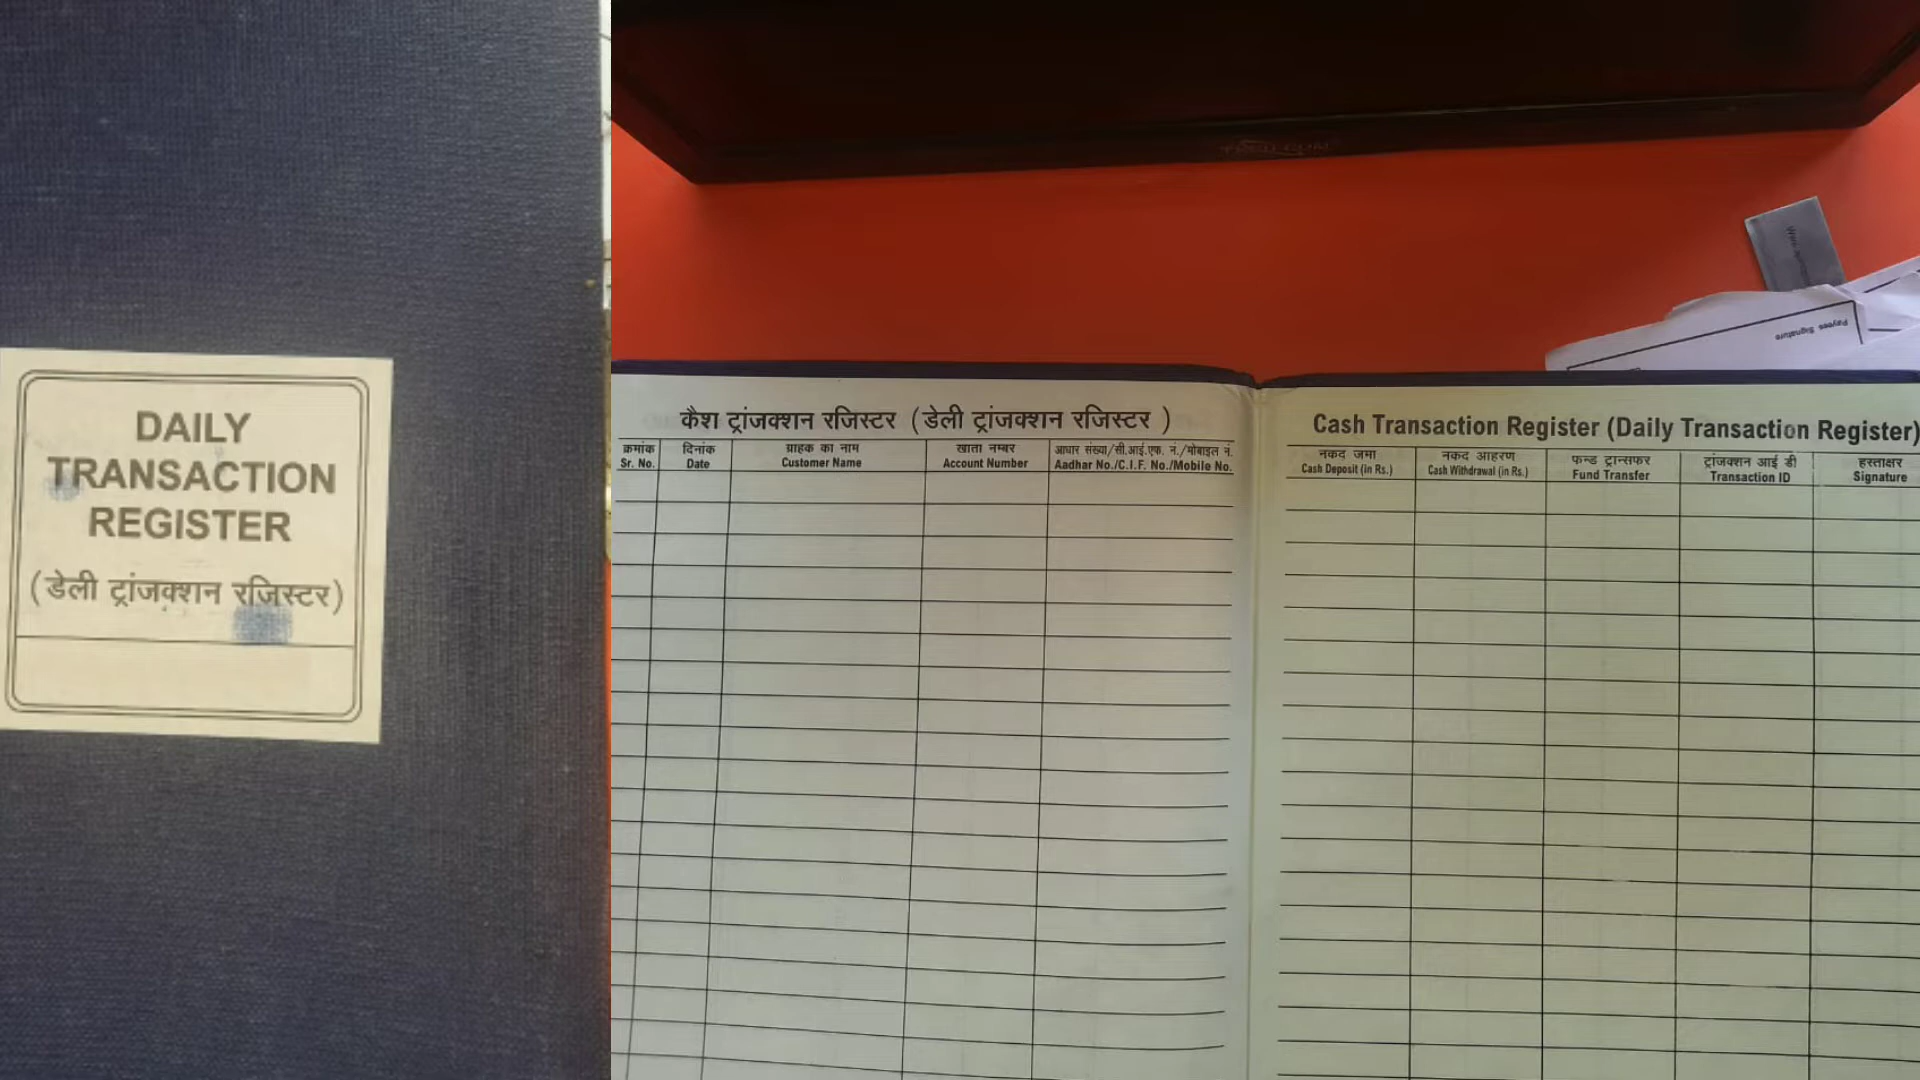 DAILY
TRANSACTION
REGISTER
(डेली ट्रांजक्शन रजिस्टर)
कैश ट्रांजक्शन रजिस्टर (डेली ट्रांजक्शन रजिस्टर )
क्रमांक दिनांक ग्राहक का नाम खाता नम्बर आधार संख्या/सी.आई.एफ. नं./मोबाइल नं.
Sr. No. Date Customer Name Account Number Aadhar No./C.I.F. No./Mobile No.
Cash Transaction Register (Daily Transaction Register)
नकद जमा नकद आहरण फन्ड ट्रान्सफर ट्रांजक्शन आई डी हस्ताक्षर
Cash Deposit (in Rs.) Cash Withdrawal (in Rs.) Fund Transfer Transaction ID Signature
Payees Signature